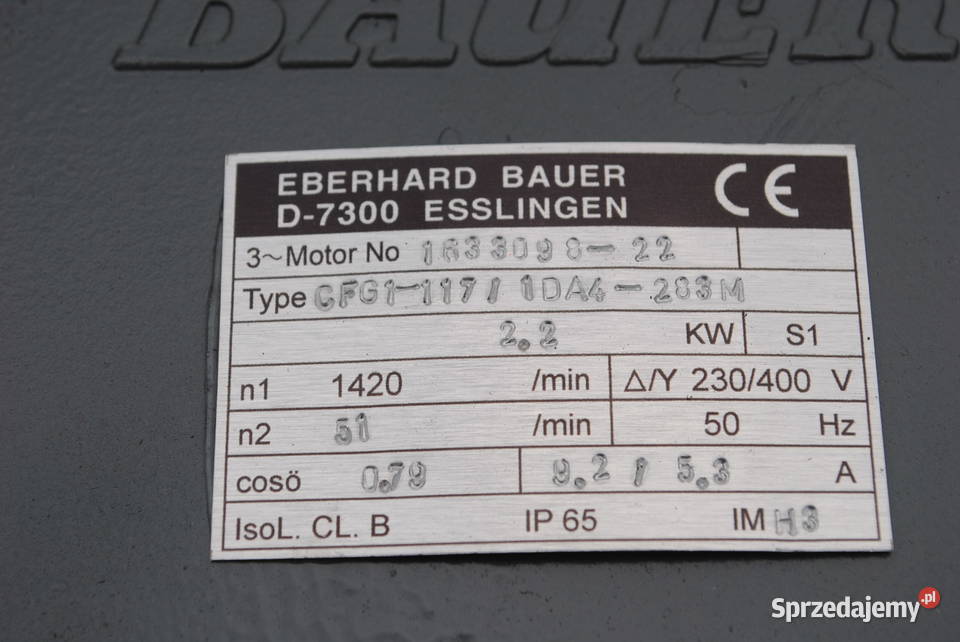 BAUER
EBERHARD BAUER CE
D-7300 ESSLINGEN
3~Motor No 1633098-22
Type CFG1-117/ 1DA4-283M
2.2 KW S1
n1 1420 /min Δ/Y 230/400 V
n2 51 /min 50 Hz
cosö 0.79 9.2 / 5.3 A
IsoL. CL. B IP 65 IM H3
Sprzedajemy.pl